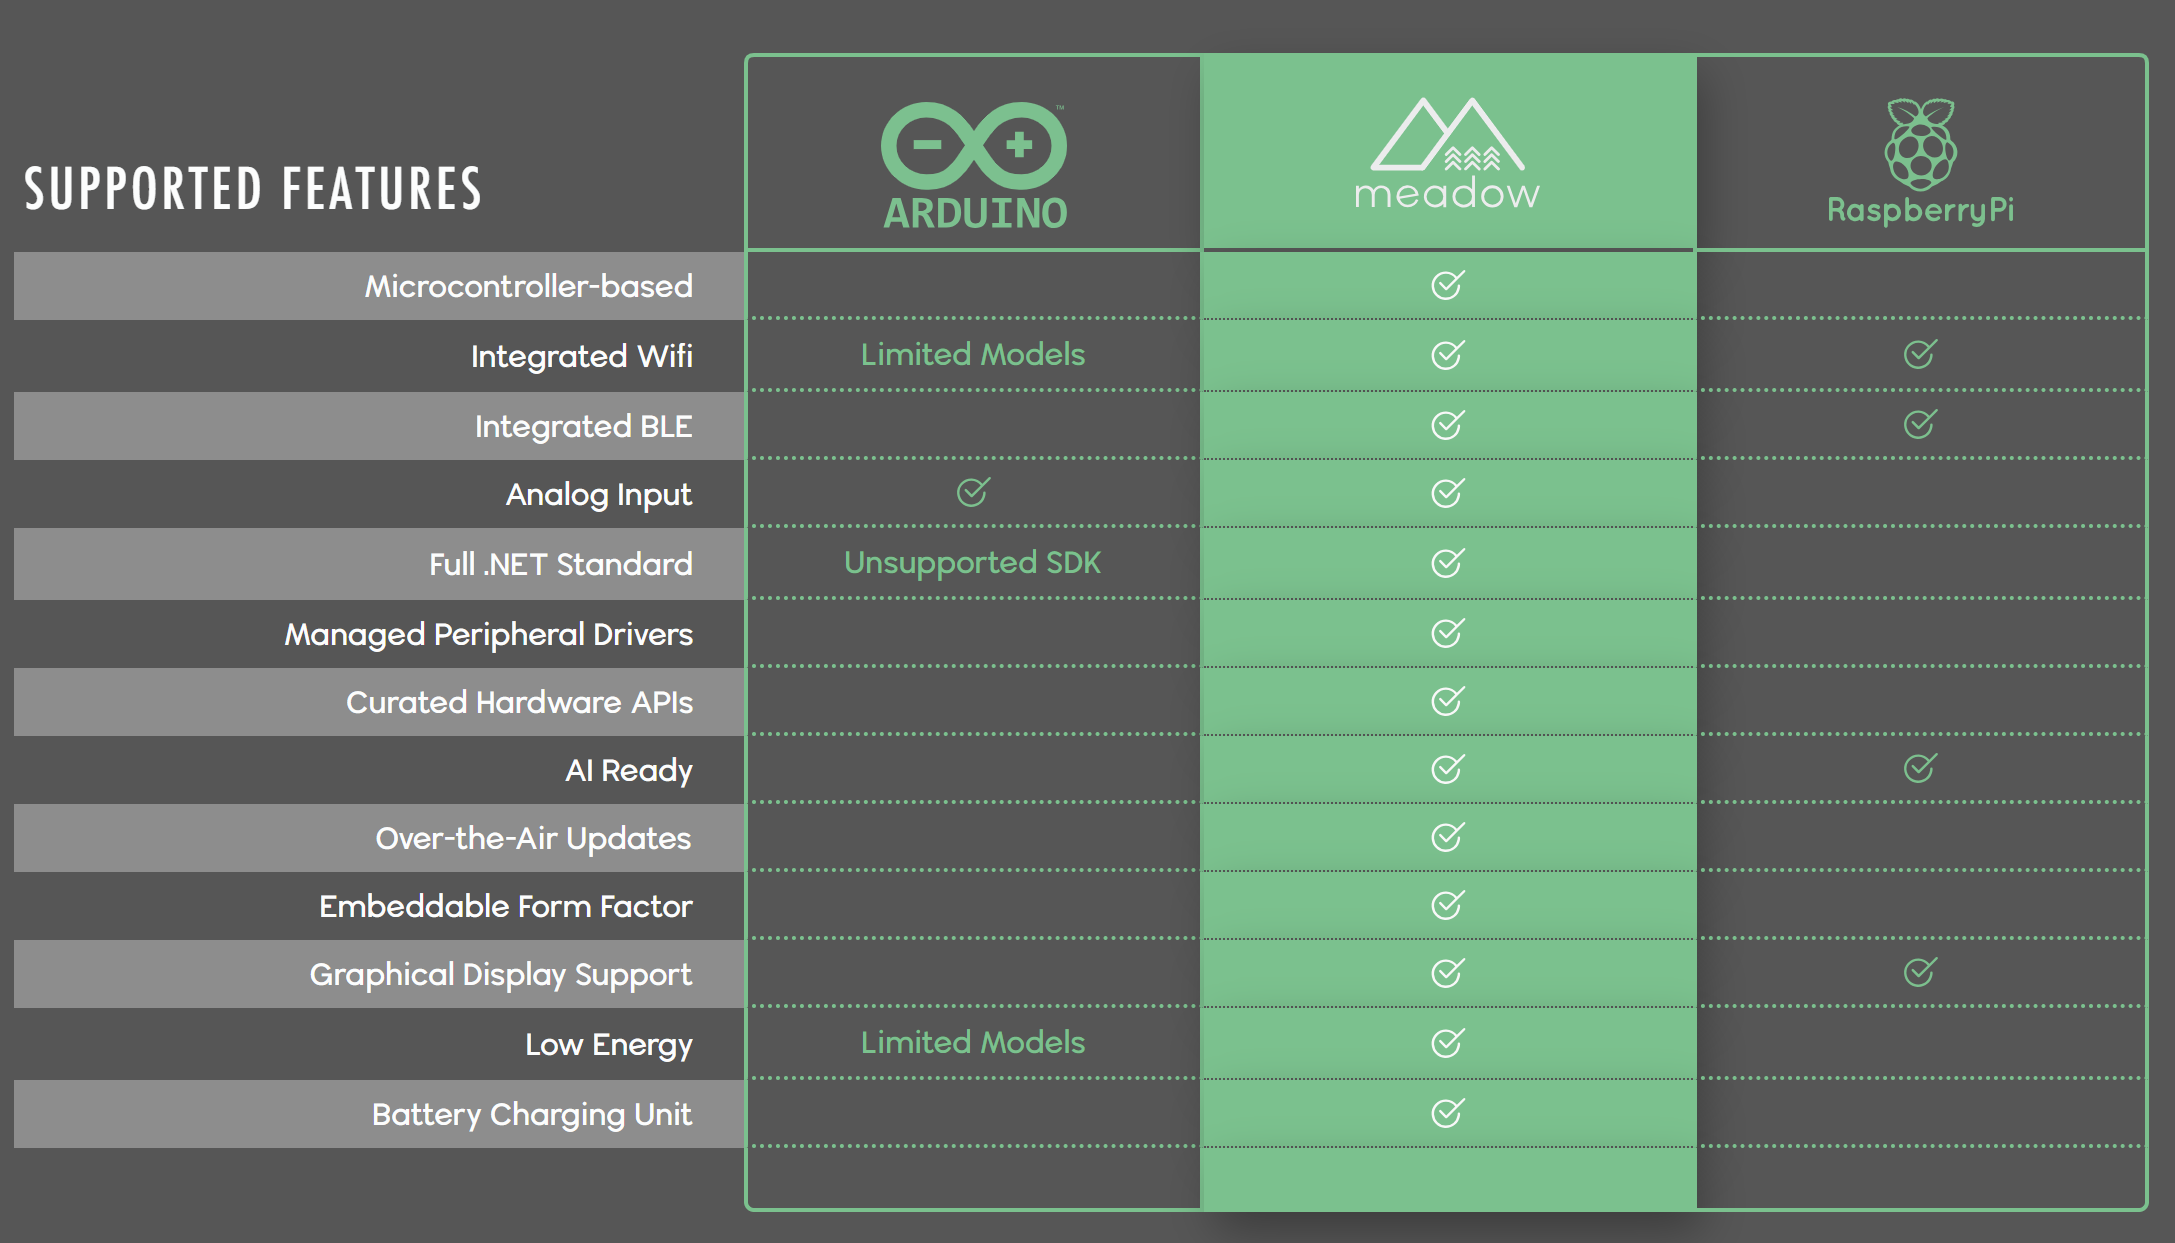 ARDUINO
™
meadow
RaspberryPi
SUPPORTED FEATURES
Microcontroller-based
Integrated Wifi
Limited Models
Integrated BLE
Analog Input
Full .NET Standard
Unsupported SDK
Managed Peripheral Drivers
Curated Hardware APIs
AI Ready
Over-the-Air Updates
Embeddable Form Factor
Graphical Display Support
Low Energy
Limited Models
Battery Charging Unit